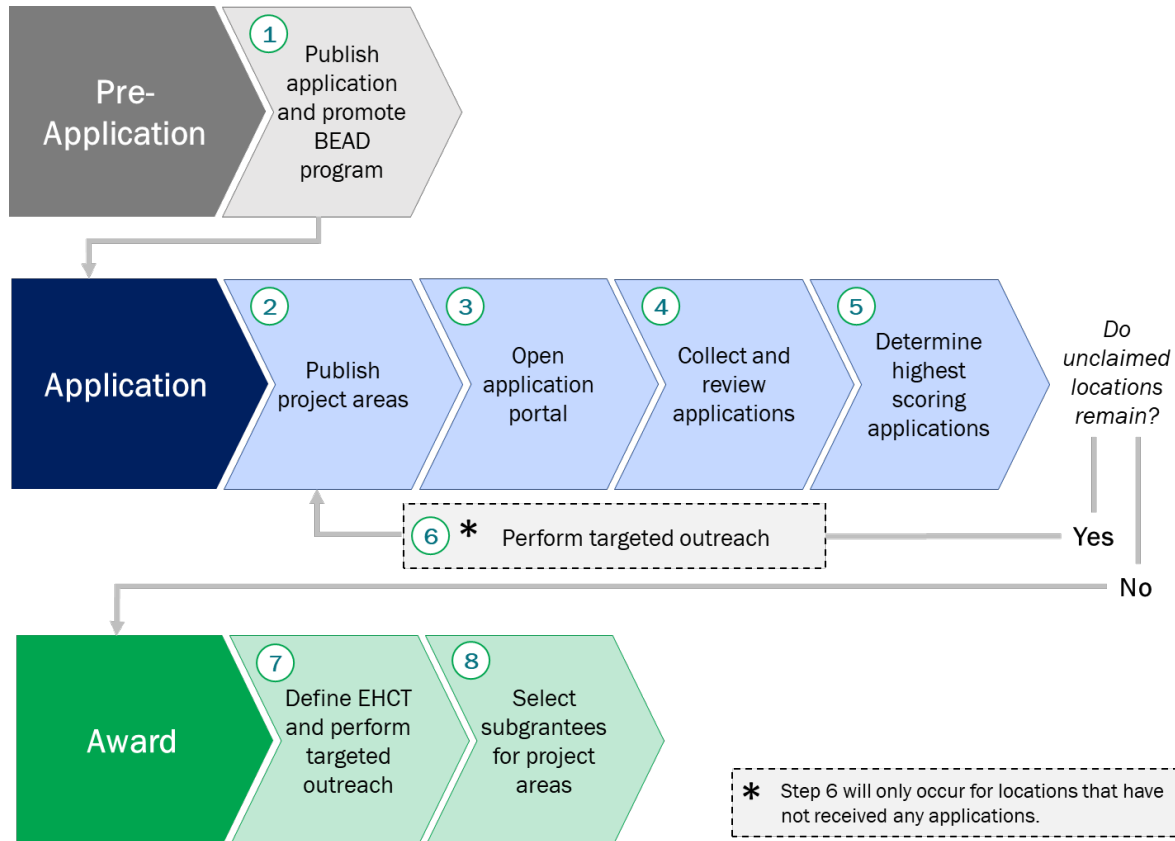 Pre-
Application
1
Publish
application
and promote
BEAD
program
Application
2
Publish
project areas
3
Open
application
portal
4
Collect and
review
applications
5
Determine
highest
scoring
applications
Do
unclaimed
locations
remain?
6 * Perform targeted outreach
Yes
No
Award
7
Define EHCT
and perform
targeted
outreach
8
Select
subgrantees
for project
areas
* Step 6 will only occur for locations that have
not received any applications.